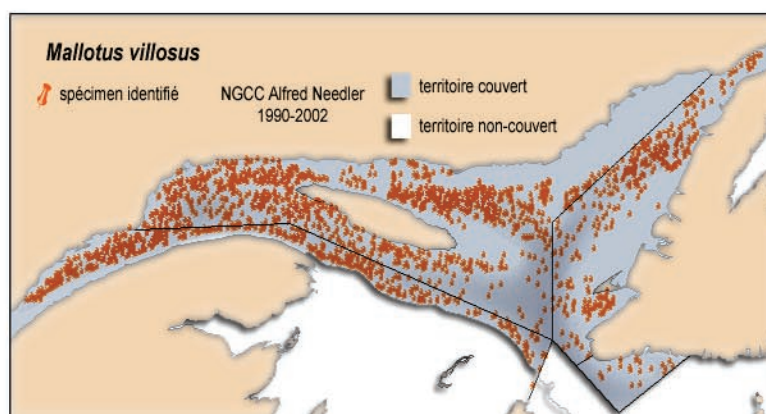 Mallotus villosus
spécimen identifié
NGCC Alfred Needler
1990-2002
territoire couvert
territoire non-couvert